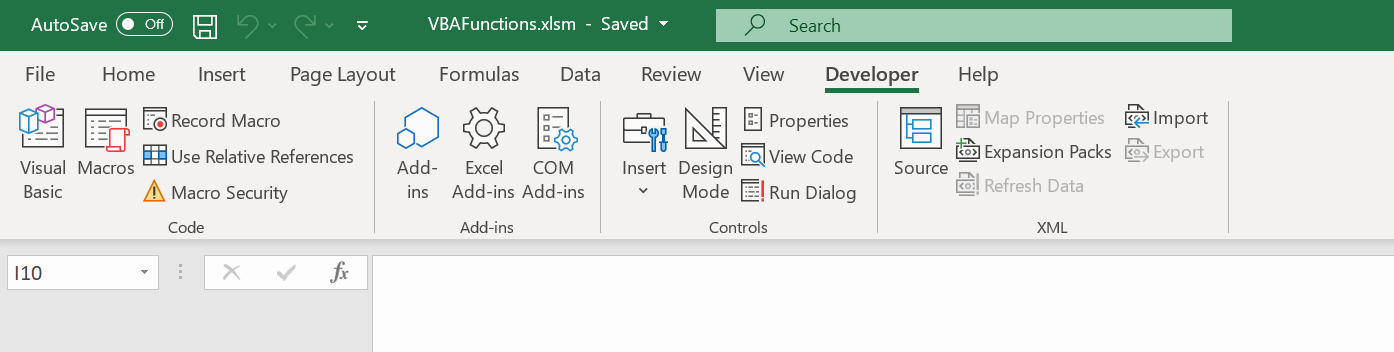 AutoSave Off VBAFunctions.xlsm - Saved Search
File Home Insert Page Layout Formulas Data Review View Developer Help
Visual Basic
Macros
Record Macro
Use Relative References
Macro Security
Code
Add-
ins
Excel
Add-ins
COM
Add-ins
Add-ins
Insert
Design
Mode
Properties
View Code
Run Dialog
Controls
Source
Map Properties
Expansion Packs
Refresh Data
Import
Export
XML
I10 fx